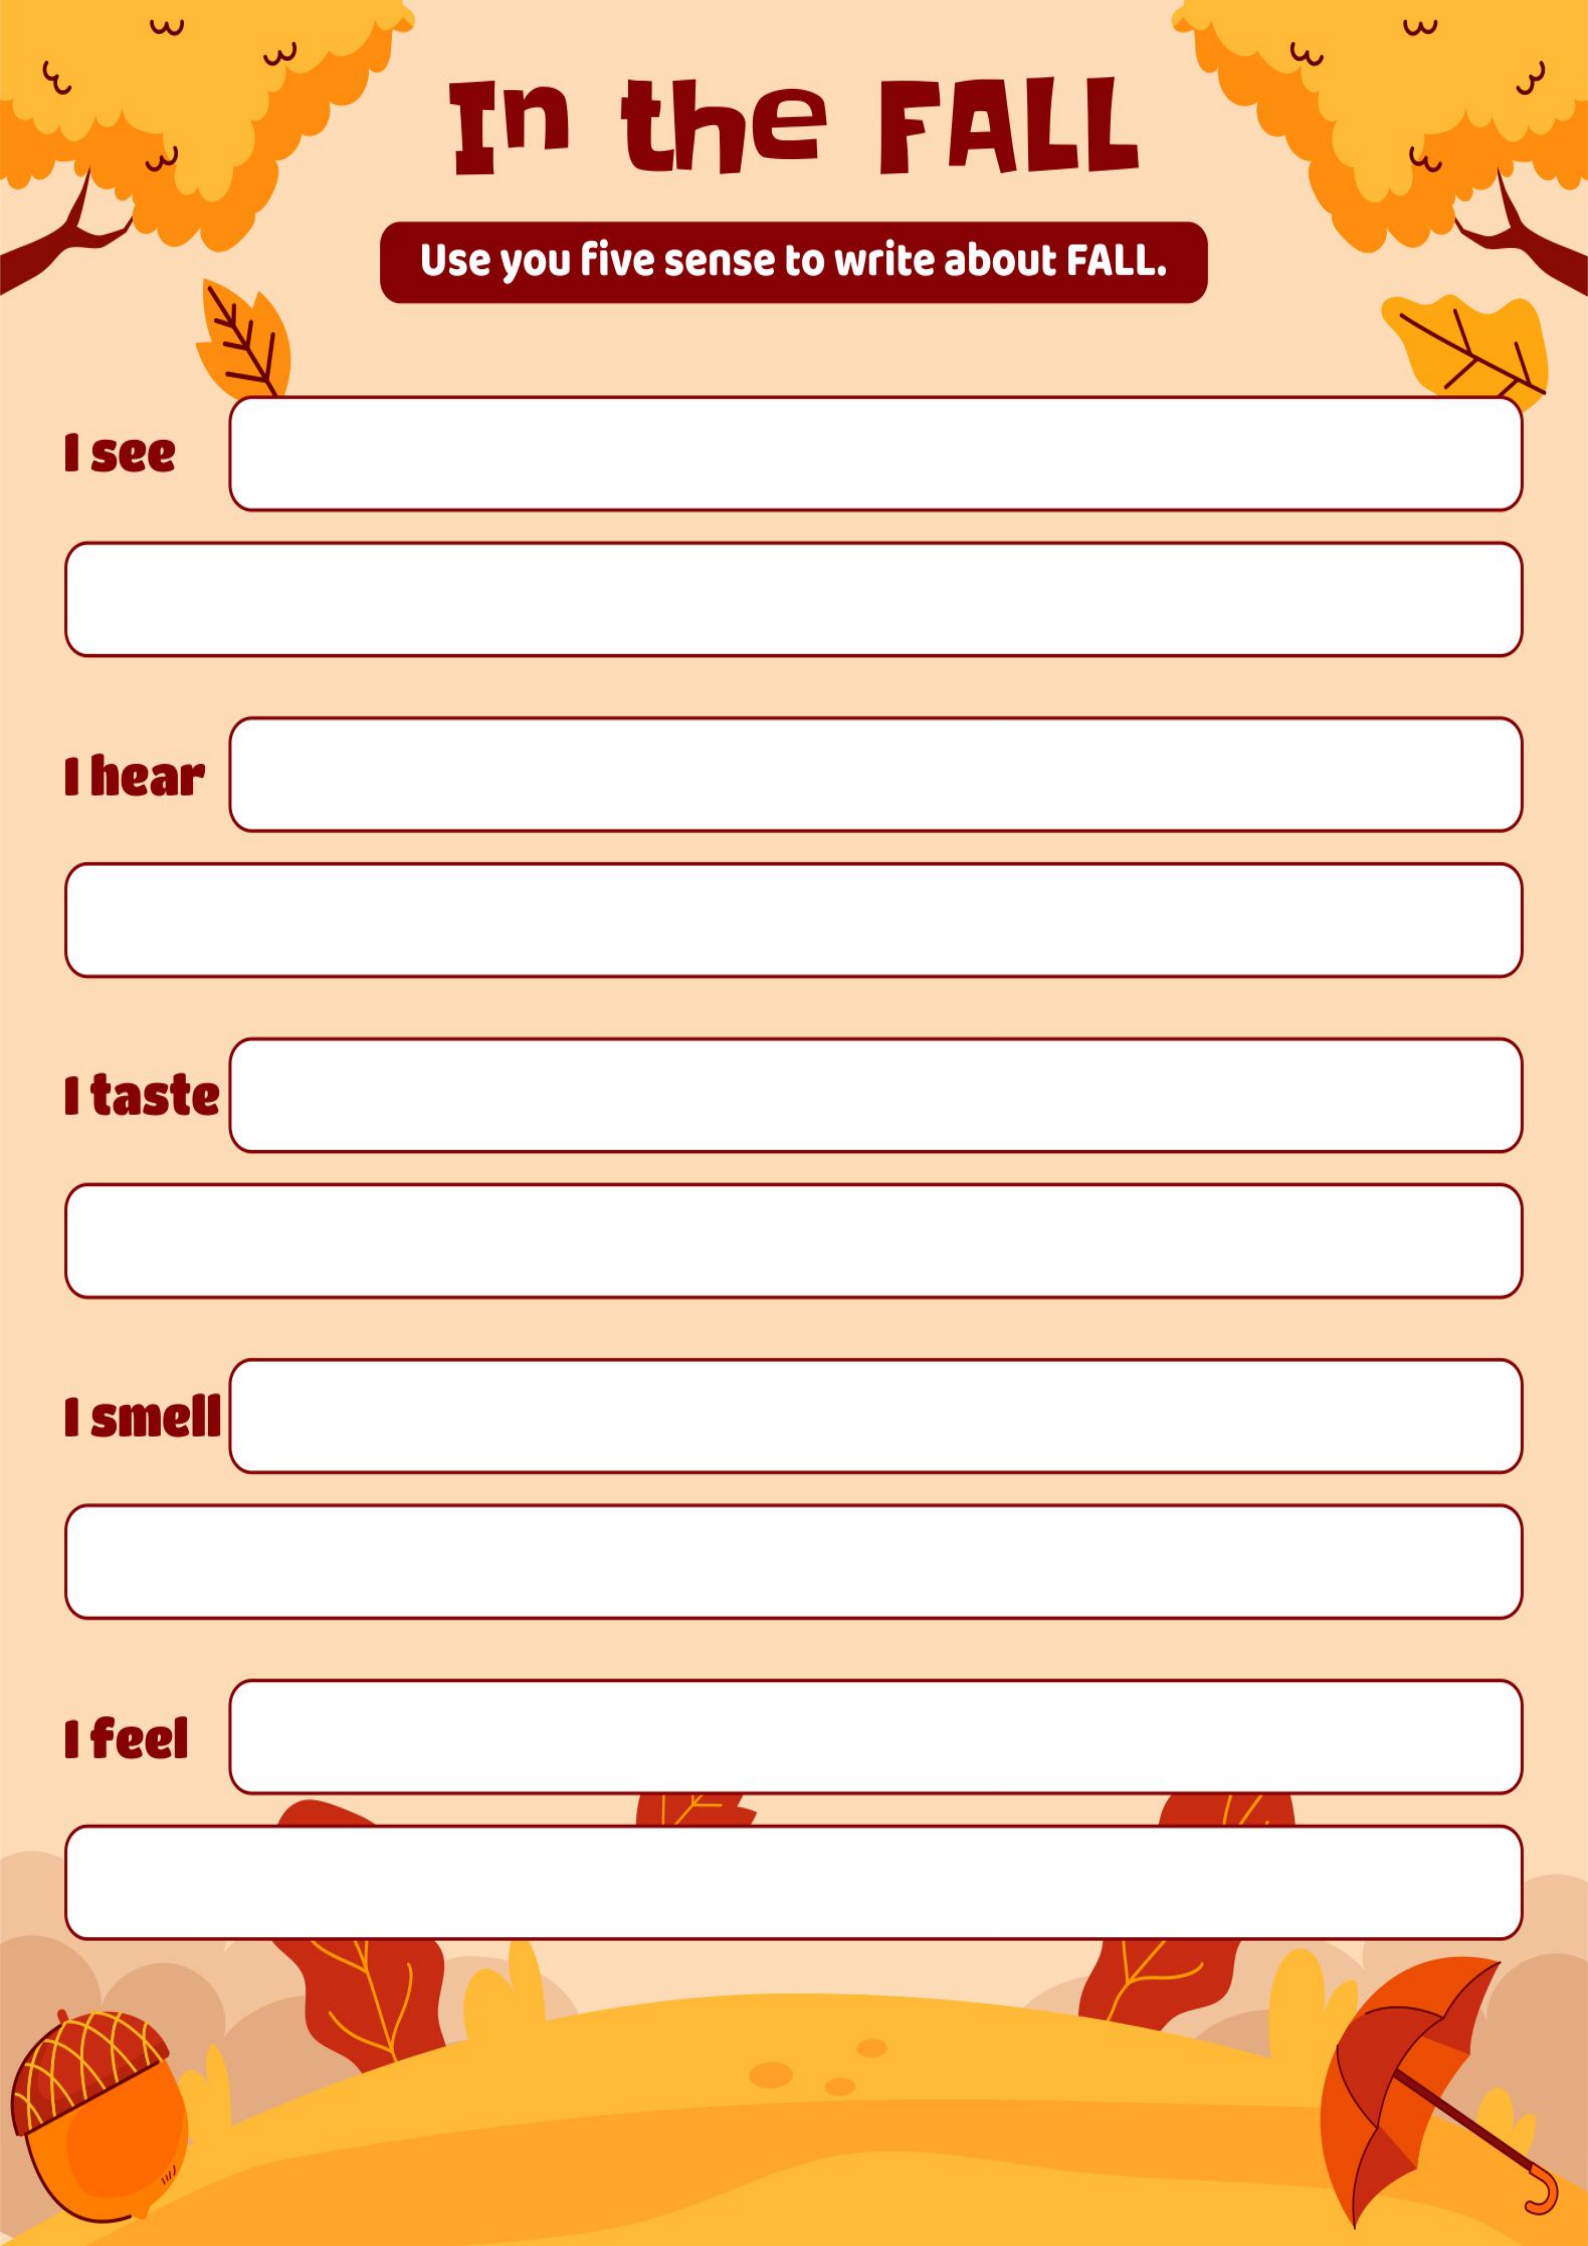 In the FALL
Use you five sense to write about FALL.
I see
I hear
I taste
I smell
I feel